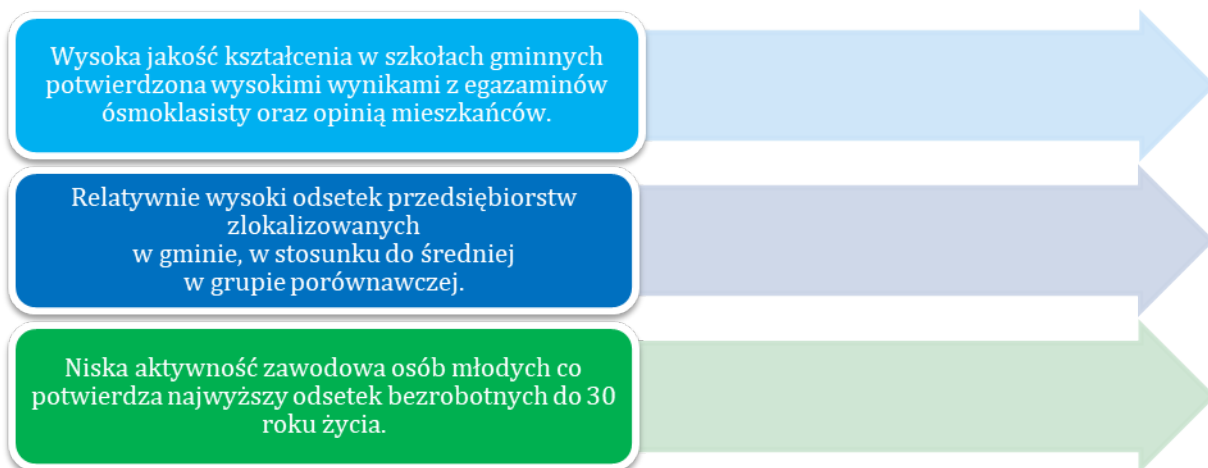 Wysoka jakość kształcenia w szkołach gminnych
potwierdzona wysokimi wynikami z egazaminów
ósmoklasisty oraz opinią mieszkańców.
Relatywnie wysoki odsetek przedsiębiorstw
zlokalizowanych
w gminie, w stosunku do średniej
w grupie porównawczej.
Niska aktywność zawodowa osób młodych co
potwierdza najwyższy odsetek bezrobotnych do 30
roku życia.